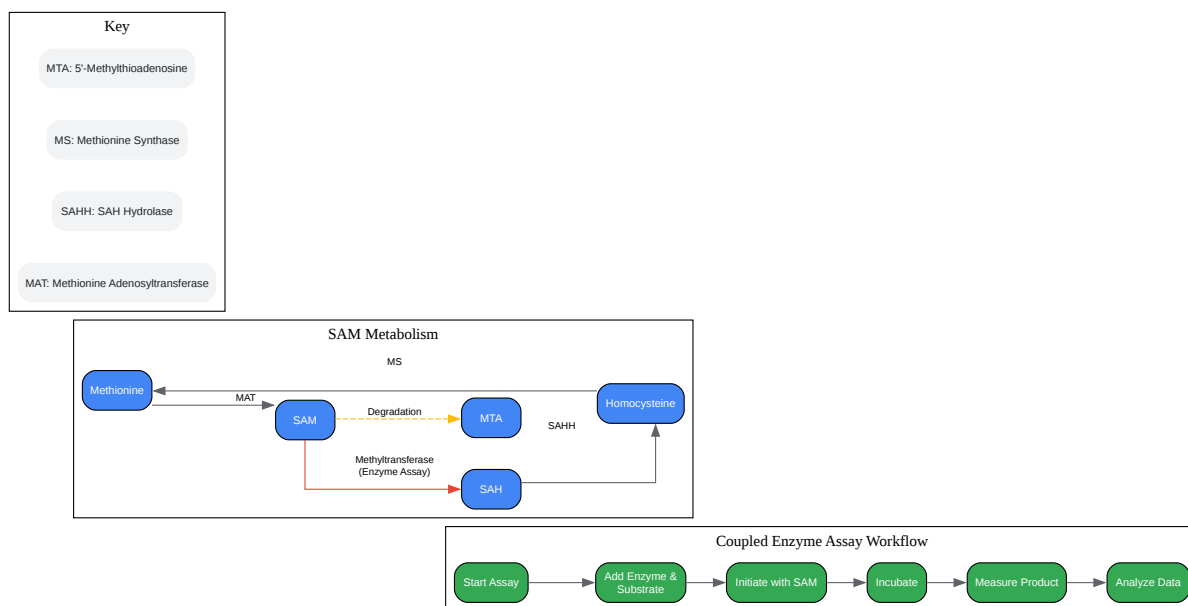 Key
MTA: 5'-Methylthioadenosine
MS: Methionine Synthase
SAHH: SAH Hydrolase
MAT: Methionine Adenosyltransferase
SAM Metabolism
MS
Methionine
MAT
SAM
Degradation
MTA
SAHH
Homocysteine
Methyltransferase
(Enzyme Assay)
SAH
Coupled Enzyme Assay Workflow
Start Assay
Add Enzyme &
Substrate
Initiate with SAM
Incubate
Measure Product
Analyze Data